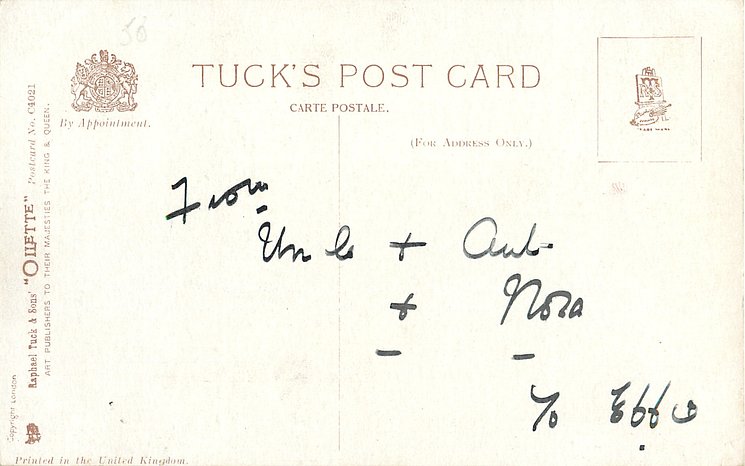 50
TUCK'S POST CARD
CARTE POSTALE.
(FOR ADDRESS ONLY.)
By Appointment.
Raphael Tuck & Sons' "OILETTE" Postcard No. C4021
ART PUBLISHERS TO THEIR MAJESTIES THE KING & QUEEN.
Copyright London
From
Uncle + Aunt
+ Nora
To Effie
Printed in the United Kingdom.